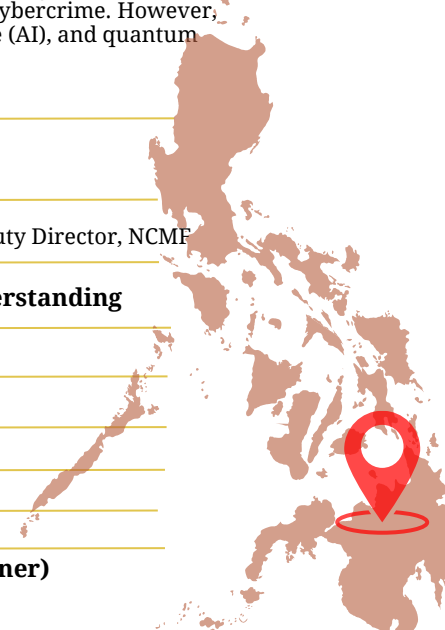 ybercrime. However,
(AI), and quantum
uty Director, NCMF
erstanding
ner)